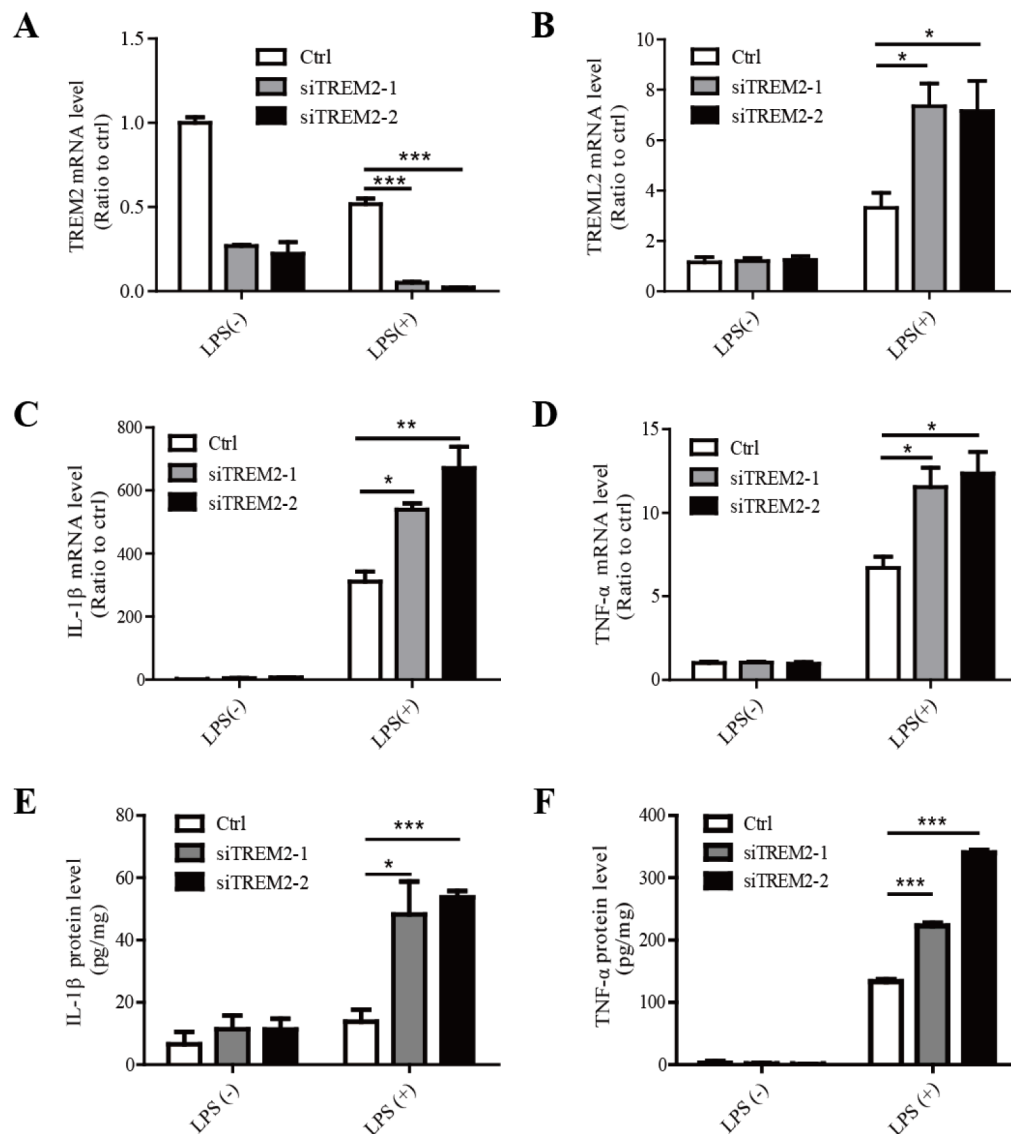 A
TREM2 mRNA level
(Ratio to ctrl)
1.5
1.0
0.5
0.0
Ctrl
siTREM2-1
siTREM2-2
***
***
LPS(-)
LPS(+)
B
TREML2 mRNA level
(Ratio to ctrl)
10
8
6
4
2
0
Ctrl
siTREM2-1
siTREM2-2
*
*
LPS(-)
LPS(+)
C
IL-1β mRNA level
(Ratio to ctrl)
800
600
400
200
0
Ctrl
siTREM2-1
siTREM2-2
**
*
LPS(-)
LPS(+)
D
TNF-α mRNA level
(Ratio to ctrl)
15
10
5
0
Ctrl
siTREM2-1
siTREM2-2
*
*
LPS(-)
LPS(+)
E
IL-1β protein level
(pg/mg)
80
60
40
20
0
Ctrl
siTREM2-1
siTREM2-2
***
*
LPS (-)
LPS (+)
F
TNF-α protein level
(pg/mg)
400
300
200
100
0
Ctrl
siTREM2-1
siTREM2-2
***
***
LPS (-)
LPS (+)